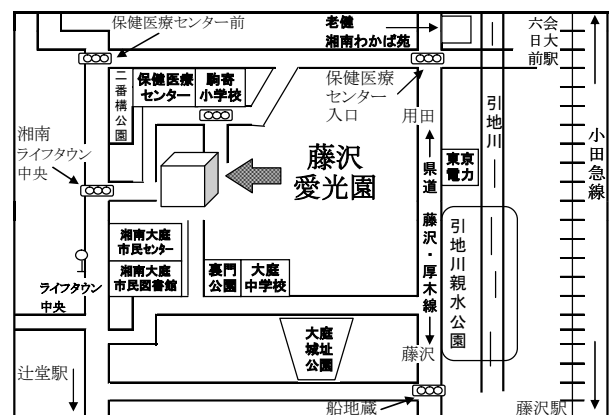 保健医療センター前
老健
湘南わかば苑
六会
日大
前駅
二番構公園
保健医療
センター
駒寄
小学校
保健医療
センター
入口
用田
引地川
小田急線
湘南
ライフタウン
中央
藤沢
愛光園
県道 藤沢・厚木線
東京
電力
湘南大庭
市民センター
湘南大庭
市民図書館
裏門
公園
大庭
中学校
引地川親水公園
ライフタウン
中央
大庭
城址
公園
藤沢
辻堂駅
船地蔵
藤沢駅